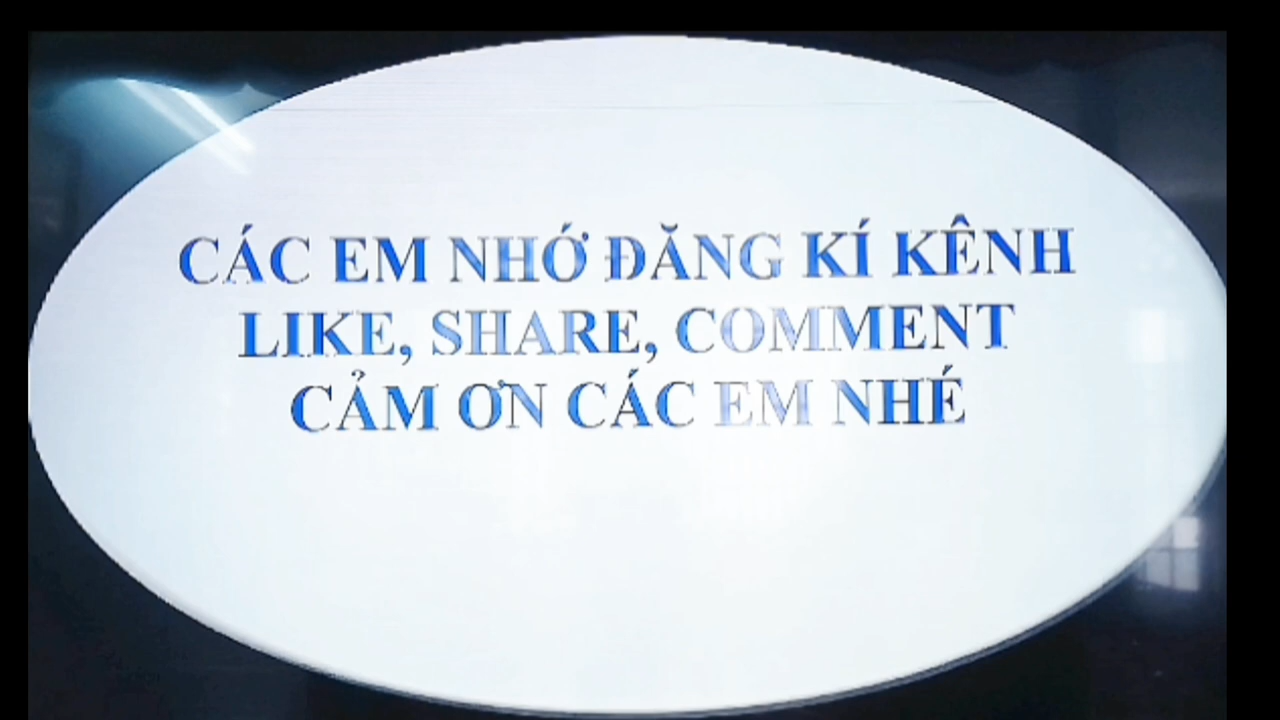 CÁC EM NHỚ ĐĂNG KÍ KÊNH
LIKE, SHARE, COMMENT
CẢM ƠN CÁC EM NHÉ